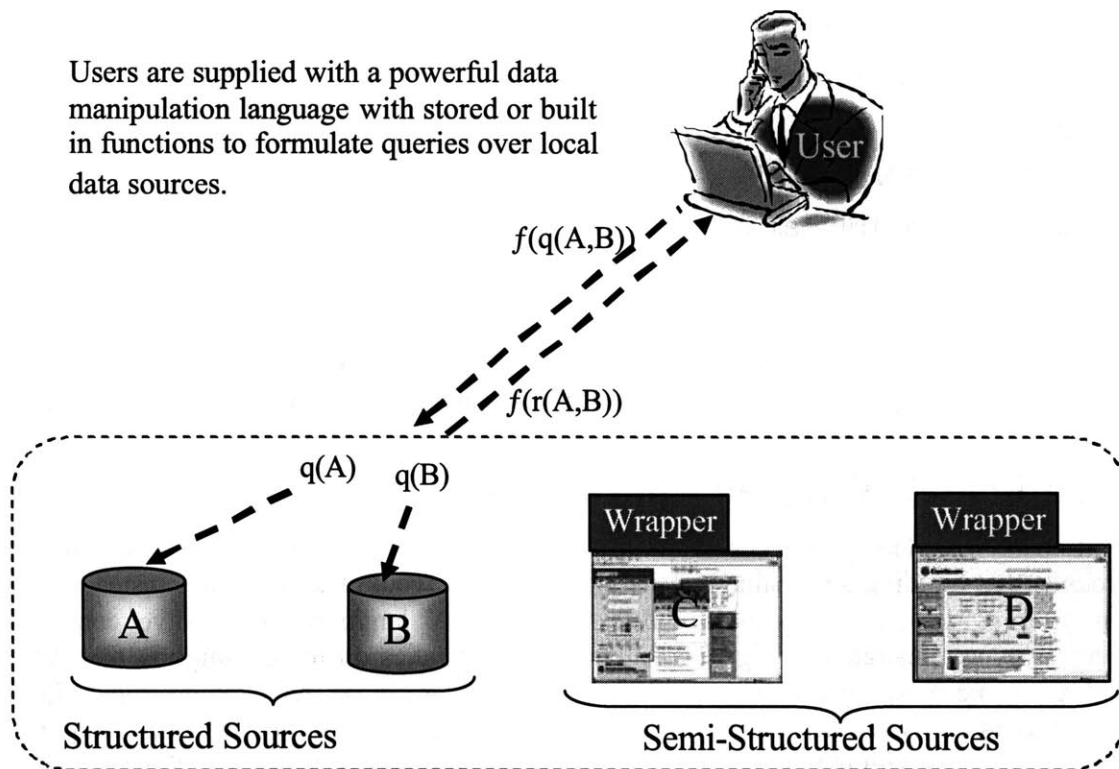 Users are supplied with a powerful data
manipulation language with stored or built
in functions to formulate queries over local
data sources.
User
f(q(A,B))
f(r(A,B))
q(A)
q(B)
Wrapper
Wrapper
A
B
C
D
Structured Sources
Semi-Structured Sources